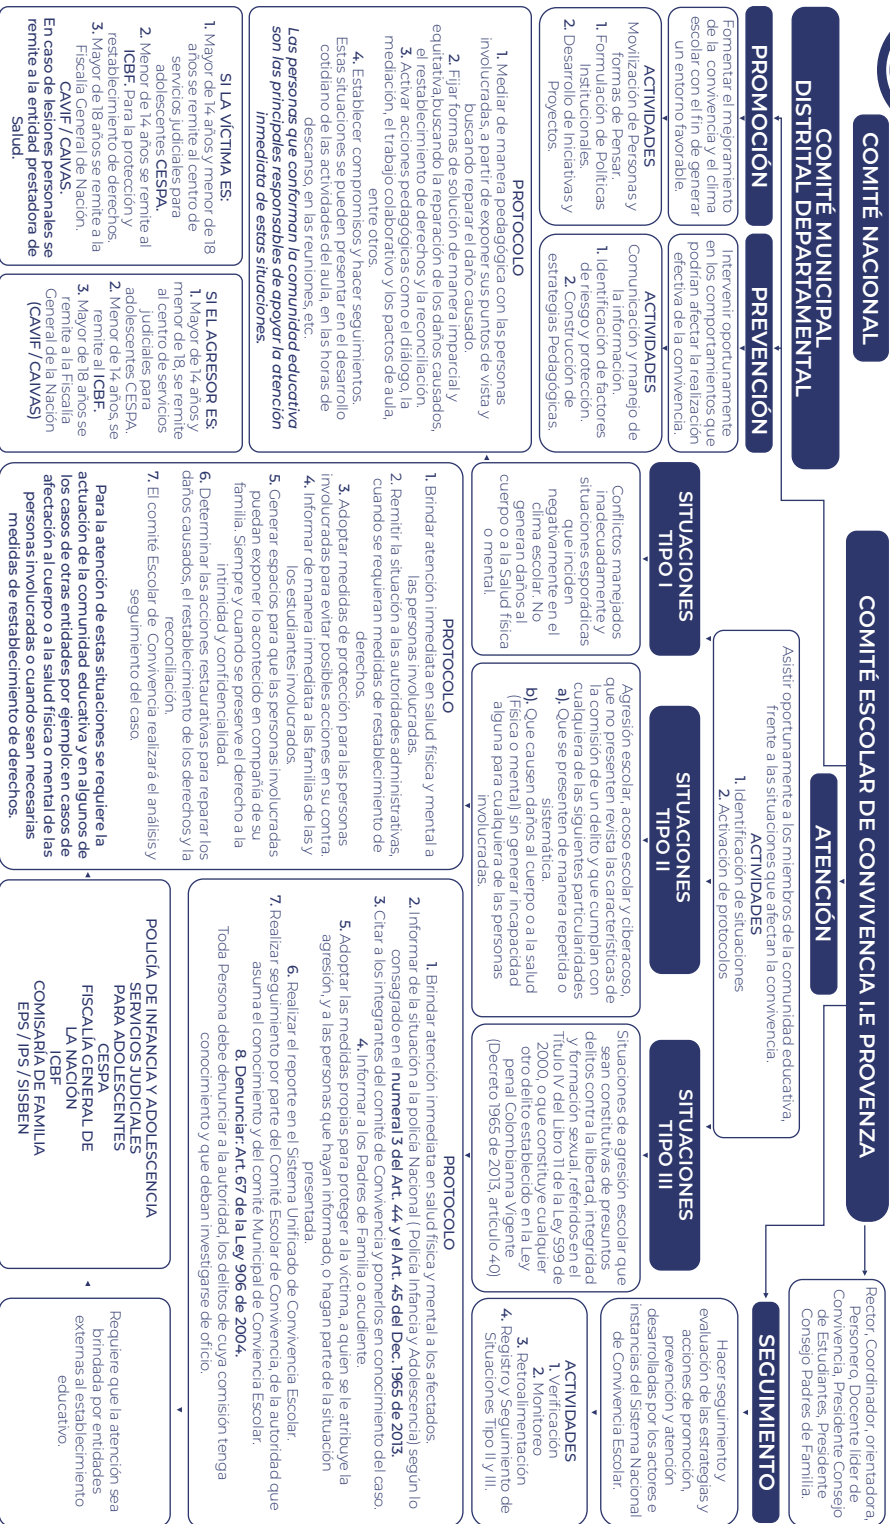 COMITÉ NACIONAL
COMITÉ MUNICIPAL
DISTRITAL DEPARTAMENTAL
COMITÉ ESCOLAR DE CONVIVENCIA I.E PROVENZA
Rector, Coordinador , orientadora,
Personero, Docente líder de
Convivencia, Presidente Consejo
de Estudiantes, Presidente
Consejo Padres de Familia.
PROMOCIÓN
Fomentar el mejoramiento
de la convivencia y el clima
escolar con el fin de generar
un entorno favorable.
ACTIVIDADES
Movilización de Personas y
formas de Pensar.
1. Formulación de Políticas
Institucionales.
2. Desarrollo de Iniciativas y
Proyectos.
PREVENCIÓN
Intervenir oportunamente
en los comportamientos que
podrían afectar la realización
efectiva de la convivencia.
ACTIVIDADES
Comunicación y manejo de
la información.
1. Identificación de factores
de riesgo y protección.
2. Construcción de
estrategias Pedagógicas.
ATENCIÓN
Asistir oportunamente a los miembros de la comunidad educativa,
frente a las situaciones que afectan la convivencia.
ACTIVIDADES
1. Identificación de situaciones
2. Activación de protocolos
SEGUIMIENTO
Hacer seguimiento y
evaluación de las estrategias y
acciones de promoción,
prevención y atención
desarrolladas por los actores e
instancias del Sistema Nacional
de Convivencia Escolar.
ACTIVIDADES
1. Verificación
2. Monitoreo
3. Retroalimentación
4. Registro y Seguimiento de
Situaciones Tipo II y III.
SITUACIONES
TIPO I
Conflictos manejados
inadecuadamente y
situaciones esporádicas
que inciden
negativamente en el
clima escolar. No
generan daños al
cuerpo o a la Salud física
o mental.
SITUACIONES
TIPO II
Agresión escolar, acoso escolar y ciberacoso,
que no presenten revista las características de
la comisión de un delito y que cumplan con
cualquiera de las siguientes particularidades
a). Que se presenten de manera repetida o
sistemática.
b). Que causen daños al cuerpo o a la salud
(Física o mental) sin generar incapacidad
alguna para cualquiera de las personas
involucradas.
SITUACIONES
TIPO III
Situaciones de agresión escolar que
sean constitutivas de presuntos
delitos contra la libertad, integridad
y formación sexual, referidos en el
Título IV del Libro 11 de la Ley 599 de
2000, o que constituye cualquier
otro delito establecido en la Ley
penal Colombianna Vigente
(Decreto 1965 de 2013, artículo 40)
PROTOCOLO
1. Mediar de manera pedagógica con las personas
involucradas, a partir de exponer sus puntos de vista y
buscando reparar el daño causado.
2. Fijar formas de solución de manera imparcial y
equitativa,buscando la reparación de los daños causados,
el restablecimiento de derechos y la reconciliación.
3. Activar acciones pedagógicas como el diálogo, la
mediación, el trabajo colaborativo y los pactos de aula,
entre otros.
4. Establecer compromisos y hacer seguimientos.
Estas situaciones se pueden presentar en el desarrollo
cotidiano de las actividades del aula, en las horas de
descanso, en las reuniones, etc.
Las personas que conforman la comunidad educativa
son las principales responsables de apoyar la atención
inmediata de estas situaciones.
SI LA VÍCTIMA ES:
1. Mayor de 14 años y menor de 18
años se remite al centro de
servicios judiciales para
adolescentes CESPA.
2. Menor de 14 años se remite al
ICBF. Para la protección y
restablecimiento de derechos.
3. Mayor de 18 años se remite a la
Fiscalía General de Nación.
CAVIF / CAIVAS.
En caso de lesiones personales se
remite a la entidad prestadora de
Salud.
SI EL AGRESOR ES:
1. Mayor de 14 años y
menor de 18, se remite
al centro de servicios
judiciales para
adolescentes CESPA.
2. Menor de 14 años, se
remite al ICBF.
3. Mayor de 18 años se
remite a la Fiscalía
General de la Nación
(CAVIF / CAIVAS)
PROTOCOLO
1. Brindar atención inmediata en salud física y mental a
las personas involucradas.
2. Remitir la situación a las autoridades administrativas,
cuando se requieran medidas de restablecimiento de
derechos.
3. Adoptar medidas de protección para las personas
involucradas para evitar posibles acciones en su contra.
4. Informar de manera inmediata a las familias de las y
los estudiantes involucrados.
5. Generar espacios para que las personas involucradas
puedan exponer lo acontecido en compañía de su
familia. Siempre y cuando se preserve el derecho a la
intimidad y confidencialidad.
6. Determinar las acciones restaurativas para reparar los
daños causados, el restablecimiento de los derechos y la
reconciliación.
7. El comité Escolar de Convivencia realizará el análisis y
seguimiento del caso.
Para la atención de estas situaciones se requiere la
actuación de la comunidad educativa y en algunos de
los casos de otras entidades por ejemplo: en casos de
afectación al cuerpo o a la salud física o mental de las
personas involucradas o cuando sean necesarias
medidas de restablecimiento de derechos.
PROTOCOLO
1. Brindar atención inmediata en salud física y mental a los afectados.
2. Informar de la situación a la policía Nacional ( Policía Infancia y Adolescencia) según lo
consagrado en el numeral 3 del Art. 44 y el Art. 45 del Dec. 1965 de 2013.
3. Citar a los integrantes del comité de Convivencia y ponerlos en conocimiento del caso.
4. Informar a los Padres de Familia o acudiente.
5. Adoptar las medidas propias para proteger a la víctima, a quien se le atribuye la
agresión, y a las personas que hayan informado, o hagan parte de la situación
presentada.
6. Realizar el reporte en el Sistema Unificado de Convivencia Escolar.
7. Realizar seguimiento por parte del Comité Escolar de Convivencia, de la autoridad que
asuma el conocimiento y del comité Municipal de Conviencia Escolar.
8. Denunciar: Art. 67 de la Ley 906 de 2004.
Toda Persona debe denunciar a la autoridad, los delitos de cuya comisión tenga
conocimiento y que deban investigarse de oficio.
POLICÍA DE INFANCIA Y ADOLESCENCIA
SERVICIOS JUDICIALES
PARA ADOLESCENTES
CESPA
FISCALÍA GENERAL DE
LA NACIÓN
ICBF
COMISARÍA DE FAMILIA
EPS / IPS / SISBEN
Requiere que la atención sea
brindada por entidades
externas al establecimiento
educativo.